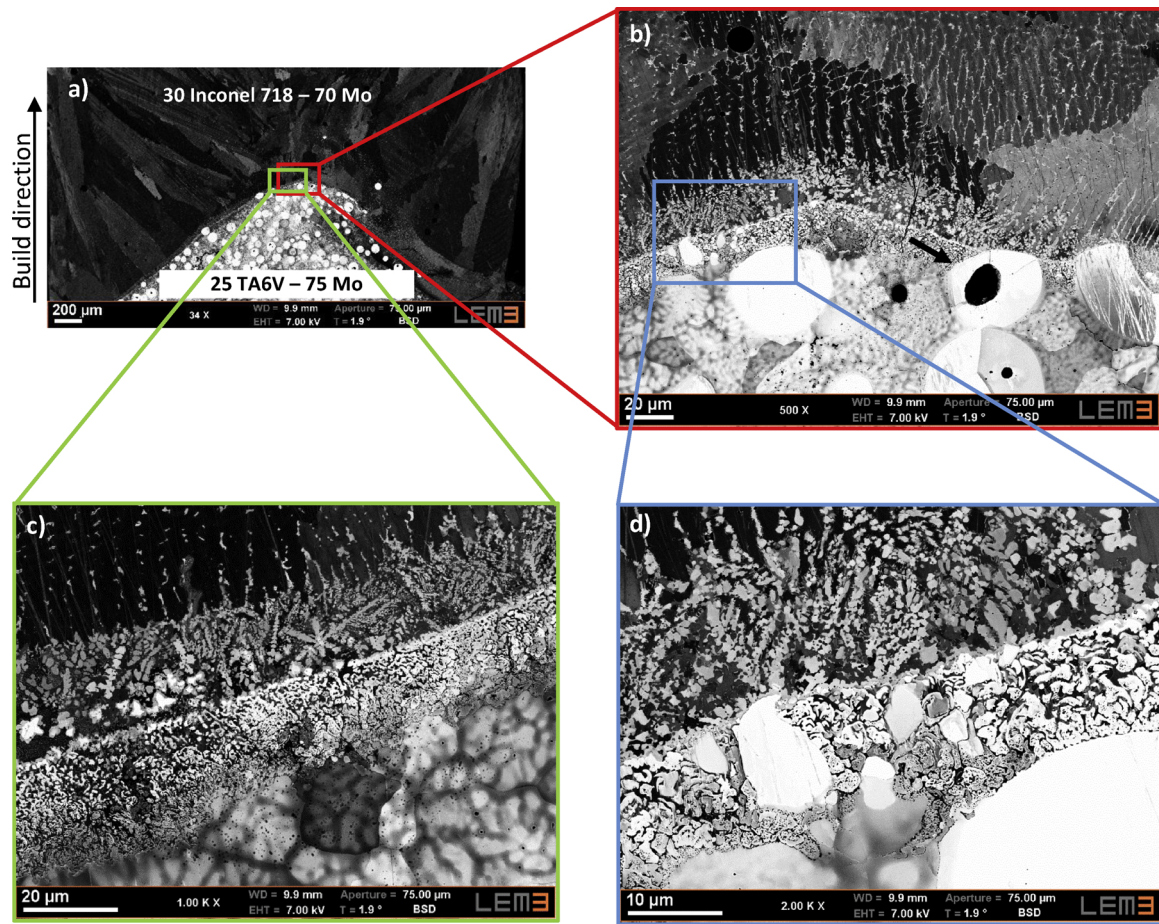 Build direction
a)
30 Inconel 718 – 70 Mo
25 TA6V – 75 Mo
200 µm
34 X
WD = 9.9 mm Aperture = 75.00 µm
EHT = 7.00 kV T = 1.9 ° BSD
LEM3
b)
20 µm
500 X
WD = 9.9 mm Aperture = 75.00 µm
EHT = 7.00 kV T = 1.9 ° BSD
LEM3
c)
20 µm
1.00 K X
WD = 9.9 mm Aperture = 75.00 µm
EHT = 7.00 kV T = 1.9 ° BSD
LEM3
d)
10 µm
2.00 K X
WD = 9.9 mm Aperture = 75.00 µm
EHT = 7.00 kV T = 1.9 ° BSD
LEM3